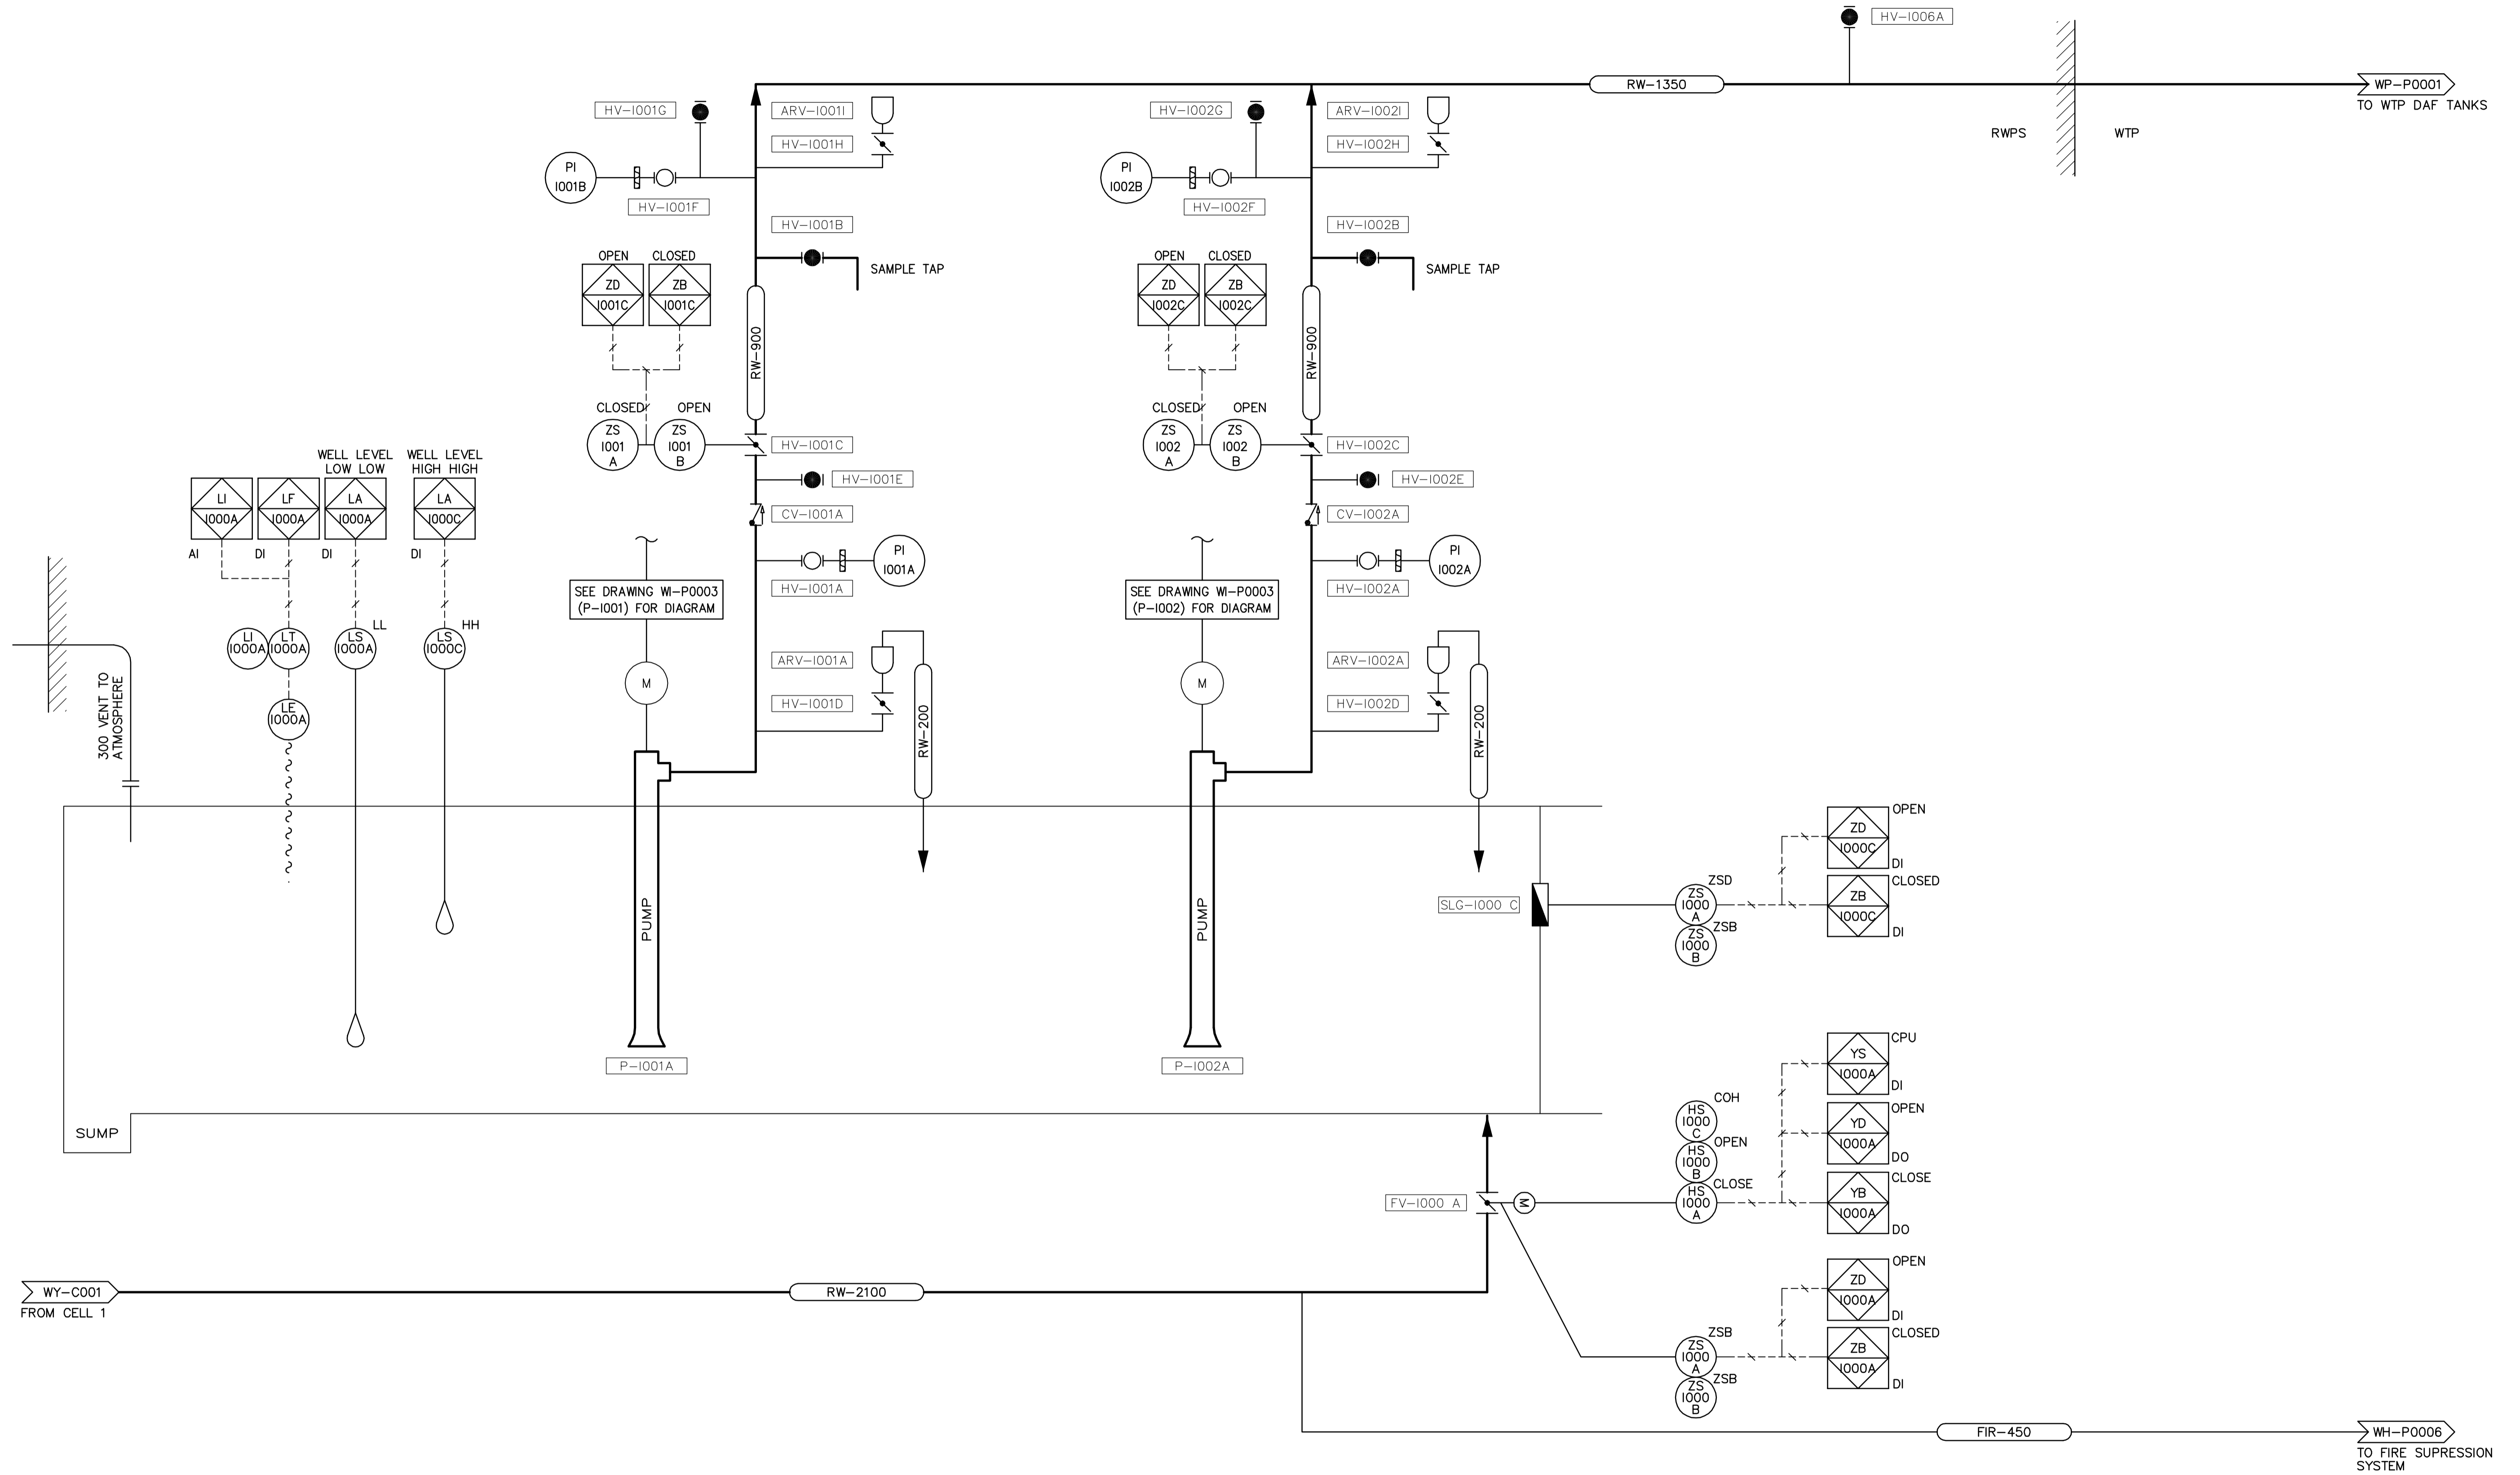 HV-I006A
RW-1350
WP-P0001
TO WTP DAF TANKS
RWPS
WTP
HV-I001G
ARV-I001I
HV-I001H
PI
I001B
HV-I001F
HV-I001B
SAMPLE TAP
OPEN
CLOSED
ZD
I001C
ZB
I001C
RW-900
CLOSED
OPEN
ZS
I001
A
ZS
I001
B
HV-I001C
HV-I001E
CV-I001A
PI
I001A
HV-I001A
SEE DRAWING WI-P0003
(P-I001) FOR DIAGRAM
ARV-I001A
M
HV-I001D
RW-200
PUMP
P-I001A
HV-I002G
ARV-I002I
HV-I002H
PI
I002B
HV-I002F
HV-I002B
SAMPLE TAP
OPEN
CLOSED
ZD
I002C
ZB
I002C
RW-900
CLOSED
OPEN
ZS
I002
A
ZS
I002
B
HV-I002C
HV-I002E
CV-I002A
PI
I002A
HV-I002A
SEE DRAWING WI-P0003
(P-I002) FOR DIAGRAM
ARV-I002A
M
HV-I002D
RW-200
PUMP
P-I002A
WELL LEVEL
LOW LOW
WELL LEVEL
HIGH HIGH
LI
I000A
LF
I000A
LA
I000A
LA
I000C
AI
DI
DI
DI
LI
I000A
LT
I000A
LS
I000A
LL
LS
I000C
HH
LE
I000A
300 VENT TO
ATMOSPHERE
SUMP
SLG-I000 C
ZSD
ZS
I000
A
ZSB
ZS
I000
B
OPEN
ZD
I000C
DI
CLOSED
ZB
I000C
DI
CPU
YS
I000A
DI
COH
HS
I000
C
OPEN
HS
I000
B
CLOSE
HS
I000
A
OPEN
YD
I000A
DO
CLOSE
YB
I000A
DO
FV-I000 A
M
OPEN
ZD
I000A
DI
ZSB
ZS
I000
A
ZSB
ZS
I000
B
CLOSED
ZB
I000A
DI
WY-C001
FROM CELL 1
RW-2100
FIR-450
WH-P0006
TO FIRE SUPRESSION
SYSTEM